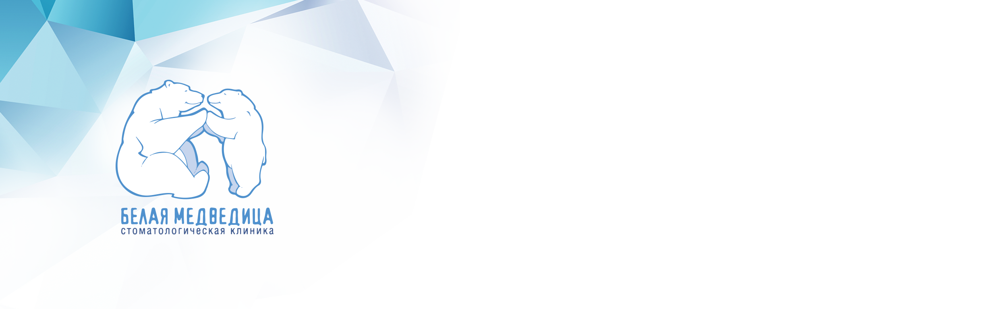 БЕЛАЯ МЕДВЕДИЦА
стоматологическая клиника